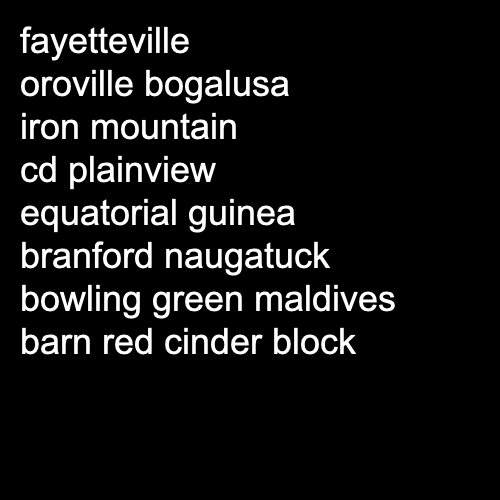 fayetteville
oroville bogalusa
iron mountain
cd plainview
equatorial guinea
branford naugatuck
bowling green maldives
barn red cinder block